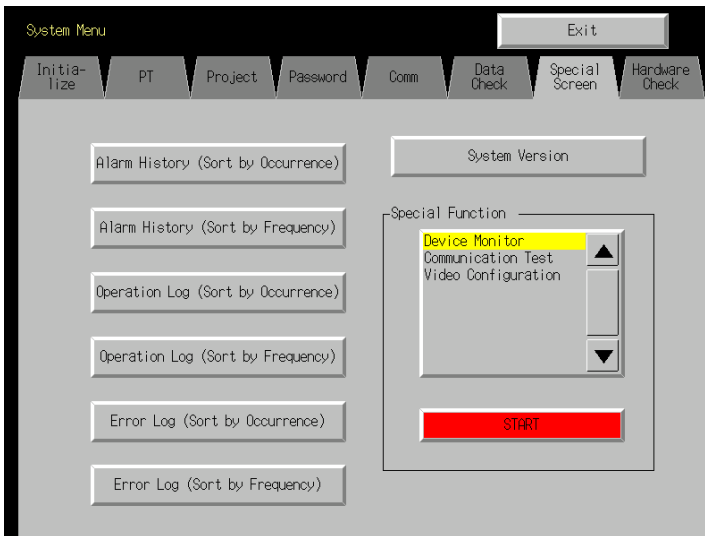 System Menu
Exit
Initia-
lize
PT
Project
Password
Comm
Data
Check
Special
Screen
Hardware
Check
Alarm History (Sort by Occurrence)
Alarm History (Sort by Frequency)
Operation Log (Sort by Occurrence)
Operation Log (Sort by Frequency)
Error Log (Sort by Occurrence)
Error Log (Sort by Frequency)
System Version
Special Function
Device Monitor
Communication Test
Video Configuration
START